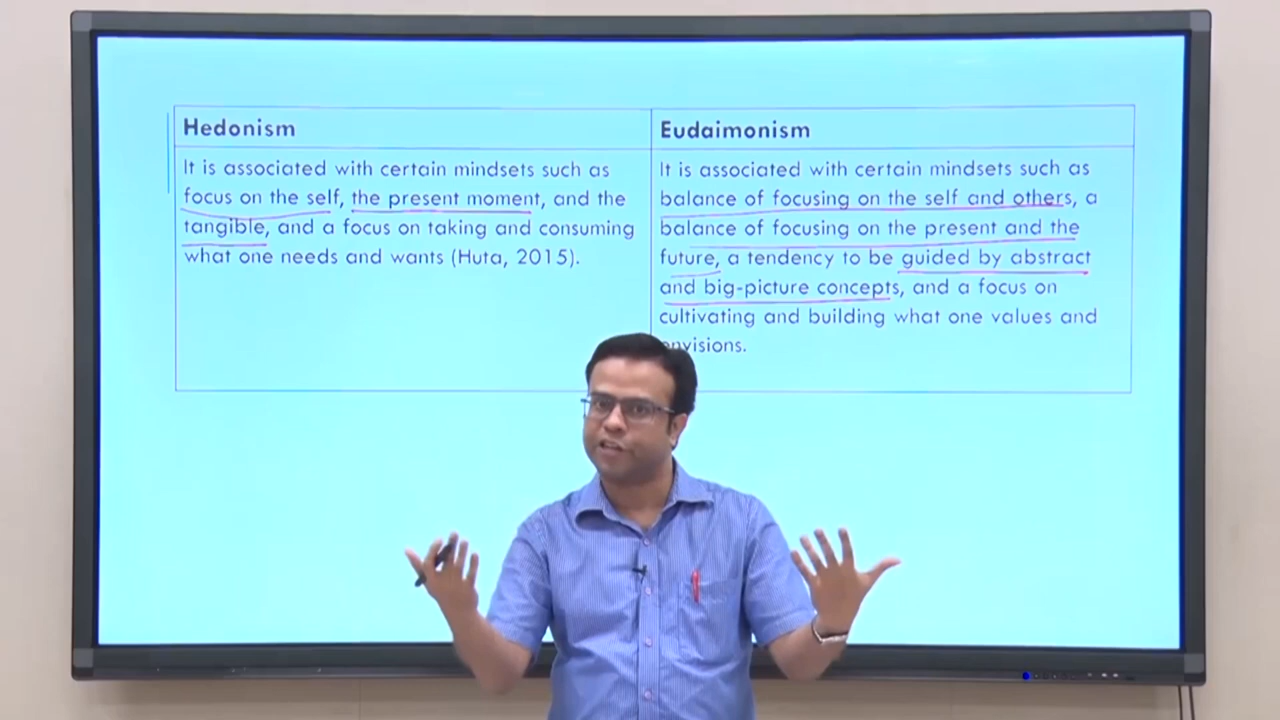 Hedonism
It is associated with certain mindsets such as
focus on the self, the present moment, and the
tangible, and a focus on taking and consuming
what one needs and wants (Huta, 2015).
Eudaimonism
It is associated with certain mindsets such as
balance of focusing on the self and others, a
balance of focusing on the present and the
future, a tendency to be guided by abstract
and big-picture concepts, and a focus on
cultivating and building what one values and
envisions.